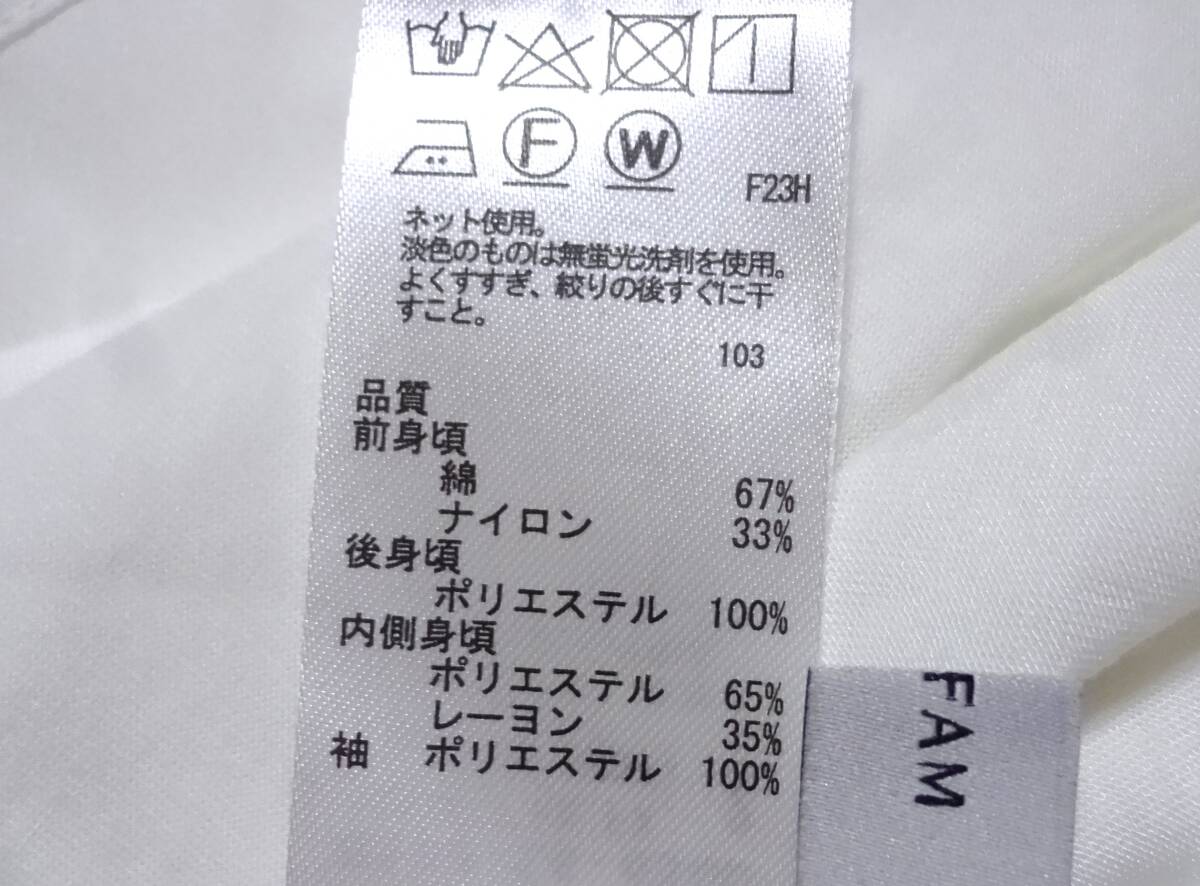 F
W
F23H
ネット使用。
淡色のものは無蛍光洗剤を使用。
よくすすぎ、絞りの後すぐに干
すこと。
103
品質
前身頃
綿 67%
ナイロン 33%
後身頃
ポリエステル 100%
内側身頃
ポリエステル 65%
レーヨン 35%
袖 ポリエステル 100%
FAM